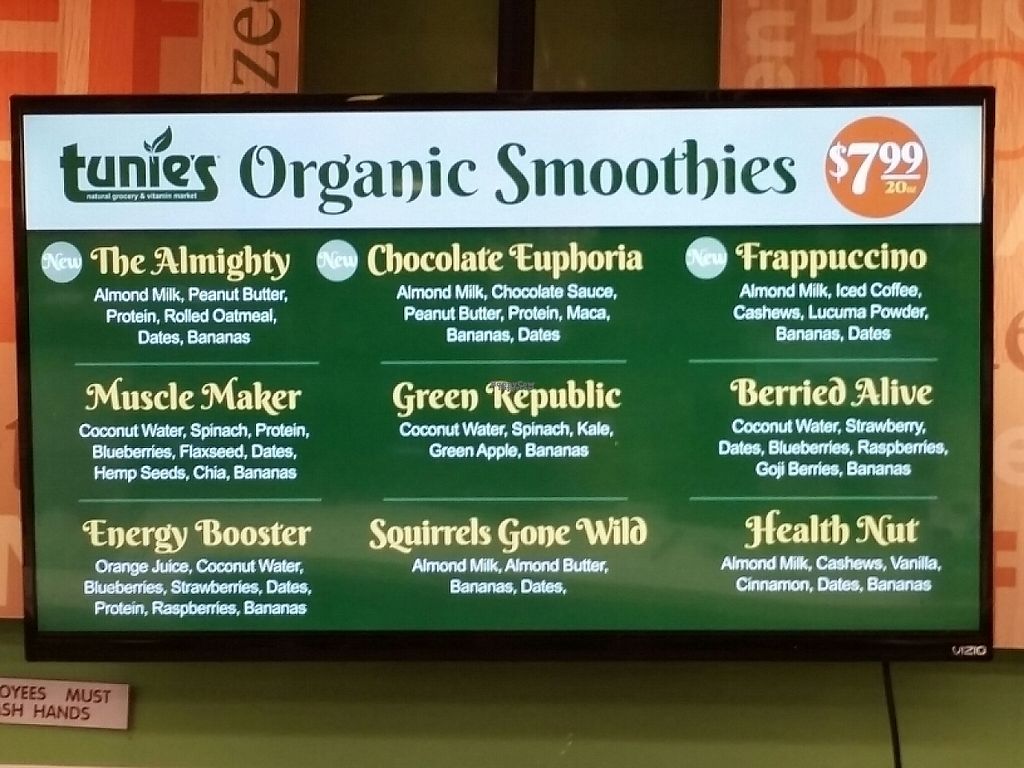 tunie's
natural grocery & vitamin market
Organic Smoothies
$7.99
20oz
New The Almighty
Almond Milk, Peanut Butter,
Protein, Rolled Oatmeal,
Dates, Bananas
New Chocolate Euphoria
Almond Milk, Chocolate Sauce,
Peanut Butter, Protein, Maca,
Bananas, Dates
New Frappuccino
Almond Milk, Iced Coffee,
Cashews, Lucuma Powder,
Bananas, Dates
Muscle Maker
Coconut Water, Spinach, Protein,
Blueberries, Flaxseed, Dates,
Hemp Seeds, Chia, Bananas
Green Republic
Coconut Water, Spinach, Kale,
Green Apple, Bananas
Berried Alive
Coconut Water, Strawberry,
Dates, Blueberries, Raspberries,
Goji Berries, Bananas
Energy Booster
Orange Juice, Coconut Water,
Blueberries, Strawberries, Dates,
Protein, Raspberries, Bananas
Squirrels Gone Wild
Almond Milk, Almond Butter,
Bananas, Dates,
Health Nut
Almond Milk, Cashews, Vanilla,
Cinnamon, Dates, Bananas
VIZIO
OYEES MUST
SH HANDS